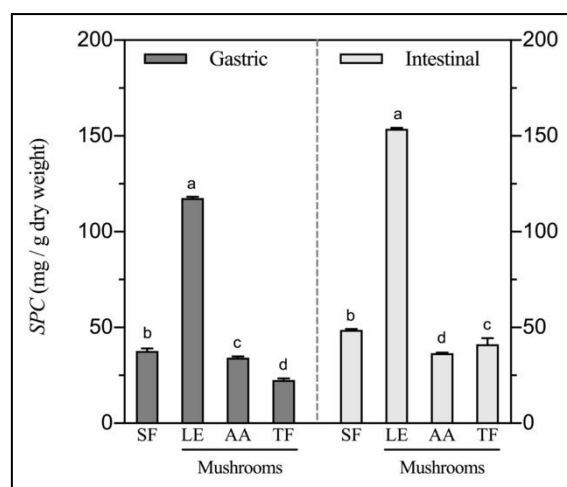 200
150
100
50
0
SPC (mg / g dry weight)
Gastric
Intestinal
b
a
c
d
b
a
d
c
SF LE AA TF
Mushrooms
SF LE AA TF
Mushrooms
200
150
100
50
0